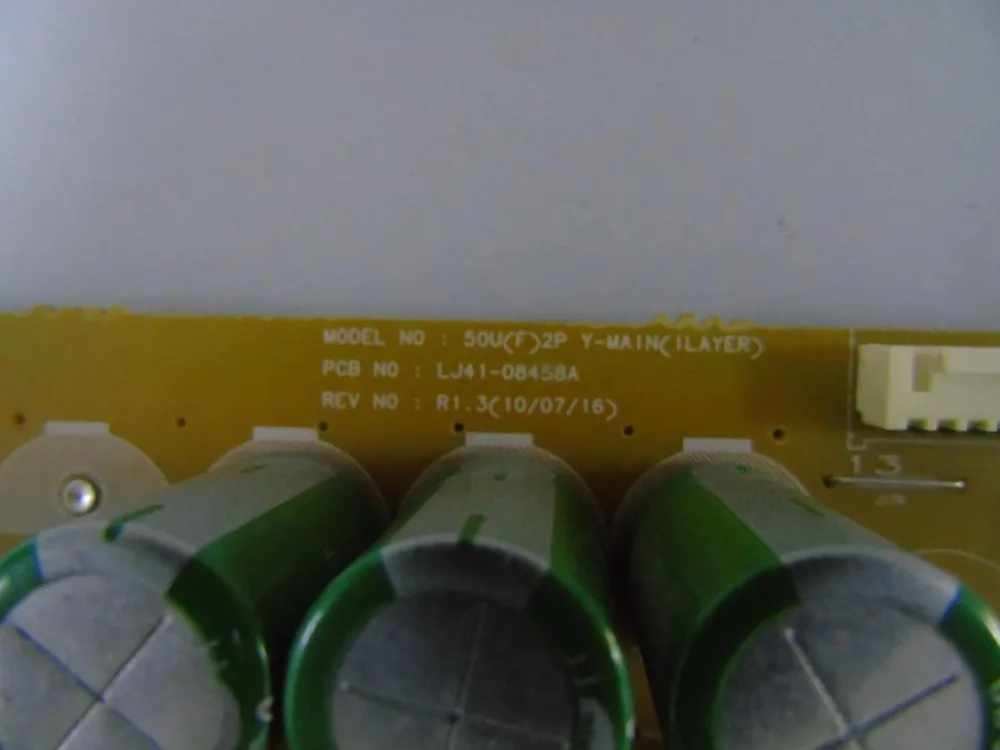 MODEL NO : 50U(F)2P Y-MAIN(1LAYER)
PCB NO : LJ41-08458A
REV NO : R1.3(10/07/16)
13